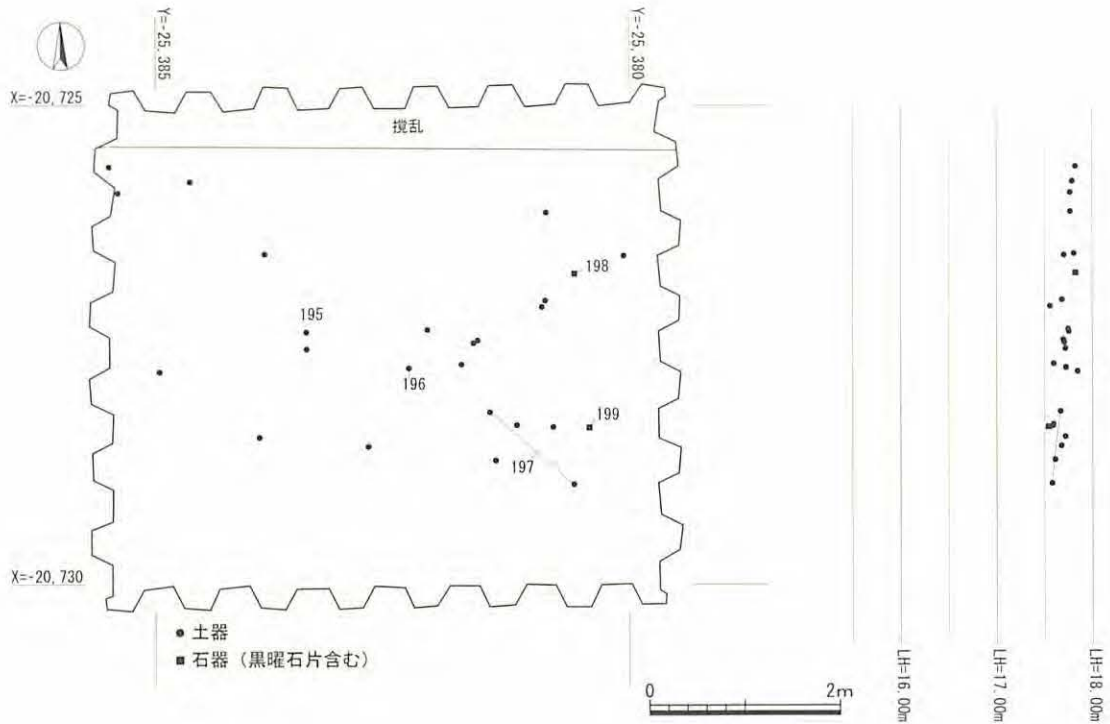 Y=-25,385
Y=-25,380
X=-20,725
撹乱
198
195
196
199
197
X=-20,730
● 土器
■ 石器（黒曜石片含む）
0 2m
LH=16.00m
LH=17.00m
LH=18.00m